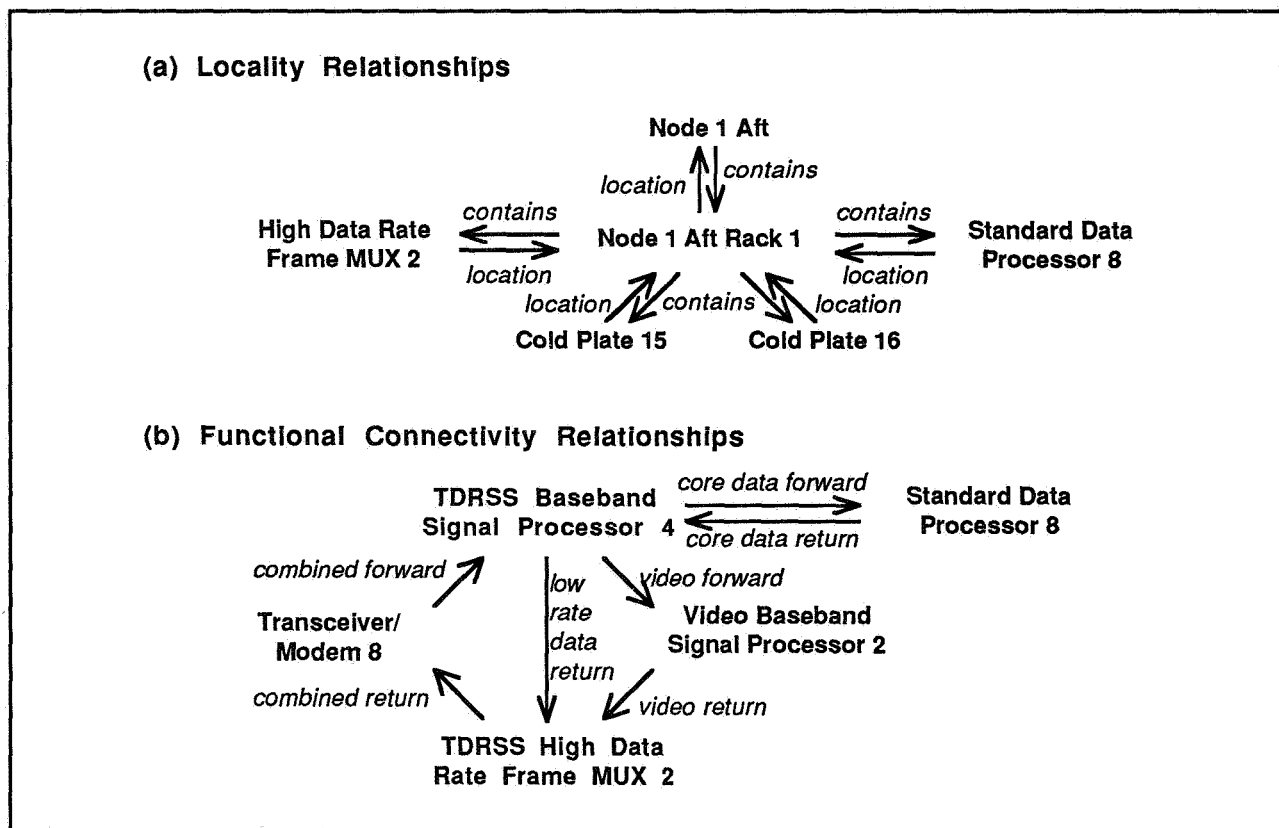 (a) Locality Relationships
Node 1 Aft
location
contains
contains
contains
High Data Rate
Frame MUX 2
Node 1 Aft Rack 1
Standard Data
Processor 8
location
location
location
contains
location
Cold Plate 15
Cold Plate 16
(b) Functional Connectivity Relationships
TDRSS Baseband
Signal Processor 4
core data forward
core data return
Standard Data
Processor 8
combined forward
low
rate
data
return
video forward
Transceiver/
Modem 8
Video Baseband
Signal Processor 2
combined return
video return
TDRSS High Data
Rate Frame MUX 2